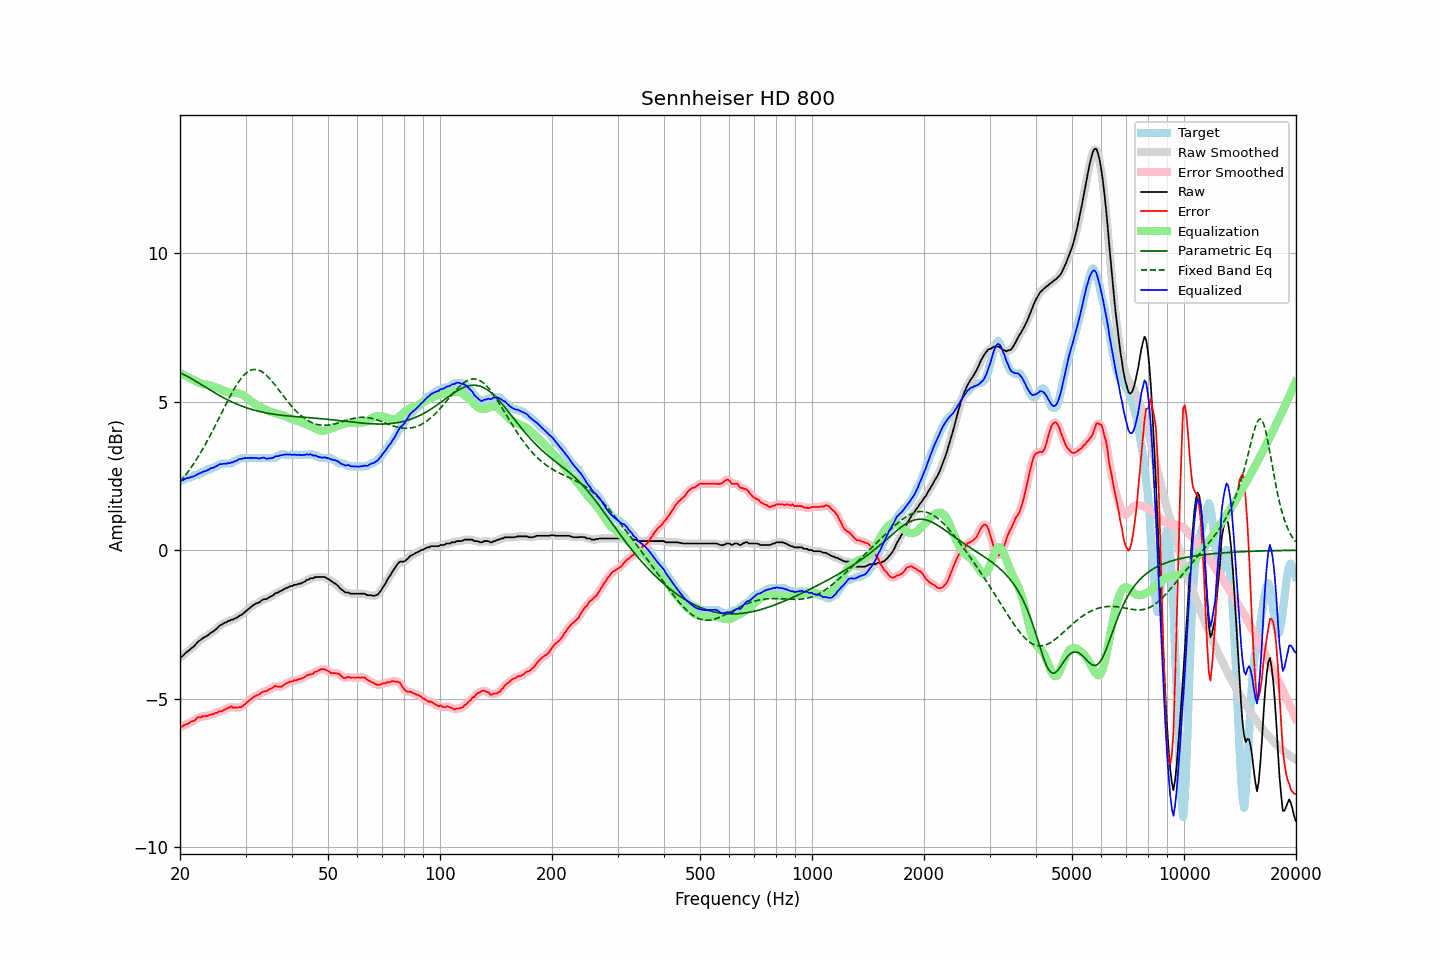 Sennheiser HD 800
Target
Raw Smoothed
Error Smoothed
Raw
Error
Equalization
Parametric Eq
Fixed Band Eq
Equalized
Amplitude (dBr)
10
5
0
−5
−10
20 50 100 200 500 1000 2000 5000 10000 20000
Frequency (Hz)